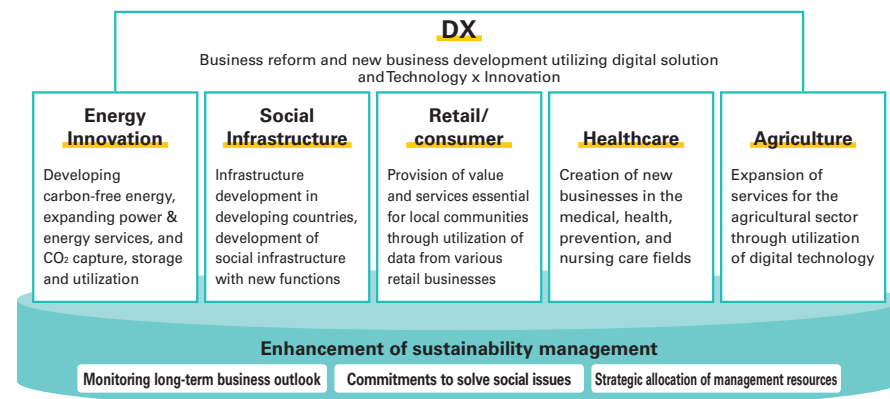 DX
Business reform and new business development utilizing digital solution
and Technology x Innovation
Energy
Innovation
Developing
carbon-free energy,
expanding power &
energy services, and
CO₂ capture, storage
and utilization
Social
Infrastructure
Infrastructure
development in
developing countries,
development of
social infrastructure
with new functions
Retail/
consumer
Provision of value
and services essential
for local communities
through utilization of
data from various
retail businesses
Healthcare
Creation of new
businesses in the
medical, health,
prevention, and
nursing care fields
Agriculture
Expansion of
services for the
agricultural sector
through utilization
of digital technology
Enhancement of sustainability management
Monitoring long-term business outlook
Commitments to solve social issues
Strategic allocation of management resources